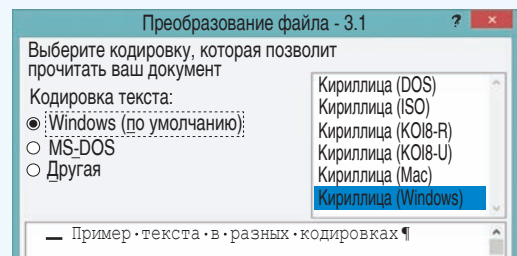 Преобразование файла - 3.1 ? ×
Выберите кодировку, которая позволит
прочитать ваш документ
Кодировка текста:
Windows (по умолчанию)
MS-DOS
Другая
Кириллица (DOS)
Кириллица (ISO)
Кириллица (KOI8-R)
Кириллица (KOI8-U)
Кириллица (Mac)
Кириллица (Windows)
Пример·текста·в·разных·кодировках¶